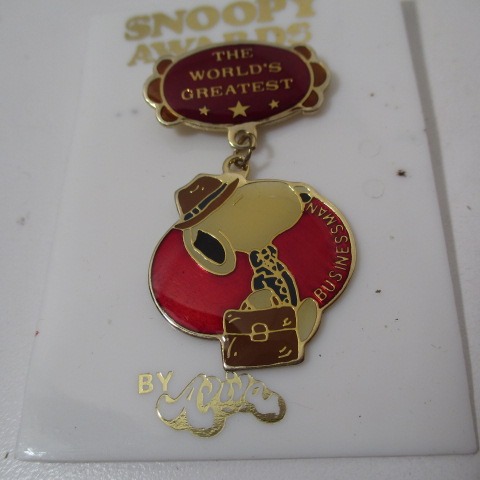 SNOOPY
AWARDS
THE
WORLD'S
GREATEST
BUSINESSMAN
BY